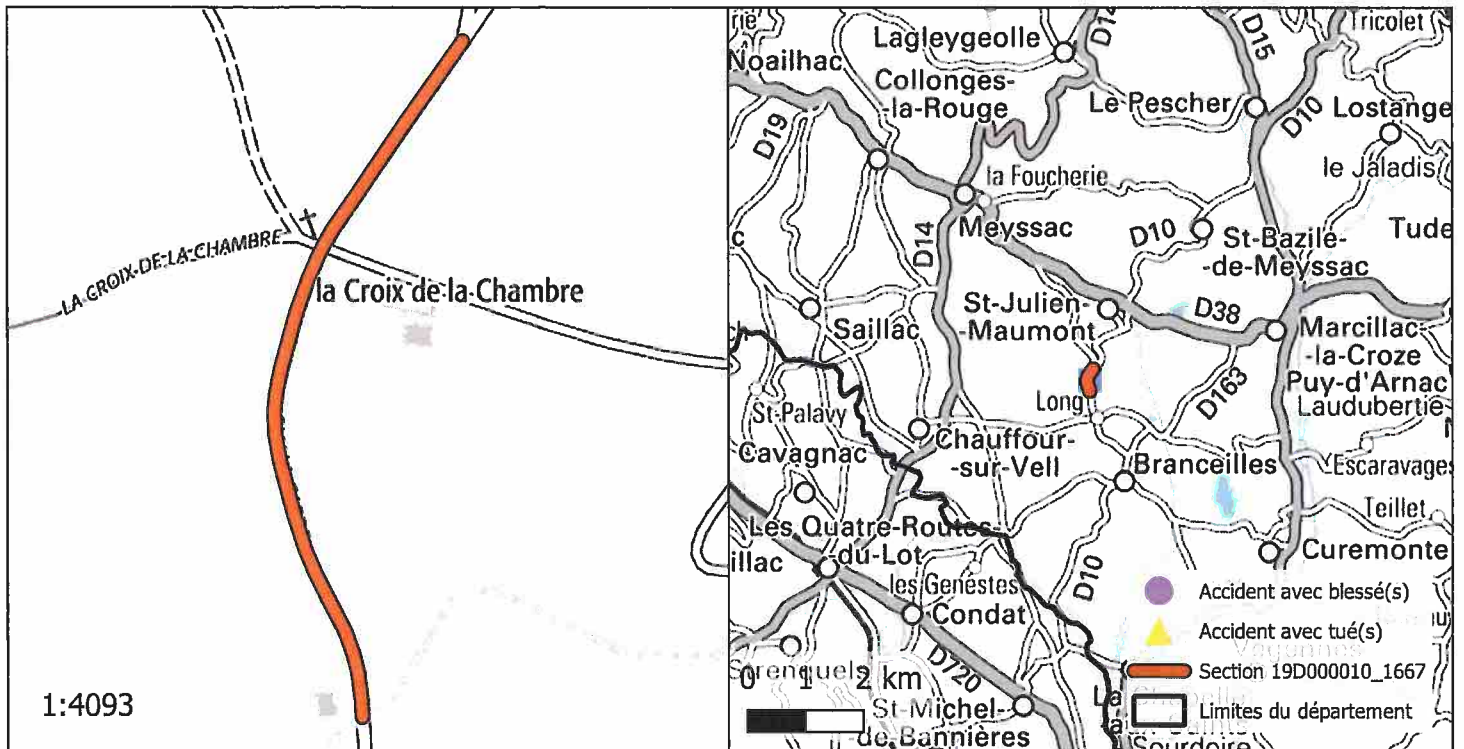 LA CROIX-DE-LA-CHAMBRE
la Croix de la Chambre
1:4093
rie
Lagleygeolle
D14
D15
Tricolet
Noailhac
Collonges-
-la-Rouge
Le Pescher
D10
Lostange
D19
la Foucherie
le Jaladis
Meyssac
D14
D10
St-Bazile-
-de-Meyssac
Tude
c
St-Julien-
-Maumont
D38
Saillac
Marcillac-
-la-Croze
Puy-d'Arnac
D163
Long
Laudubertie
St-Palavy
Chauffour-
-sur-Vell
Cavagnac
Branceilles
Escaravages
Teillet
Les Quatre-Routes-
-du-Lot
Curemonte
illac
les Genestes
D10
Condat
Accident avec blessé(s)
Accident avec tué(s)
D720
Section 19D000010_1667
0 1 2 km
Limites du département
St-Michel-
-de-Bannières
Sourdoire